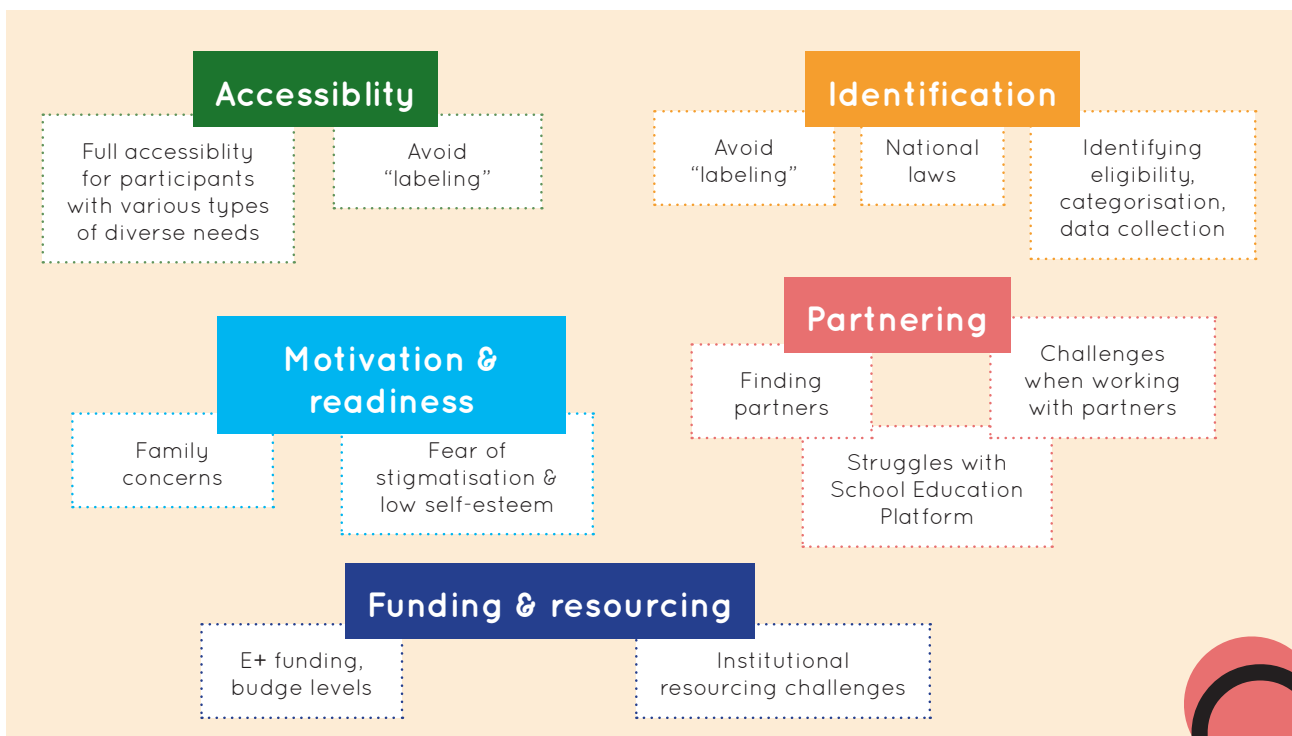 Accessiblity
Full accessiblity
for participants
with various types
of diverse needs
Avoid
“labeling”
Identification
Avoid
“labeling”
National
laws
Identifying
eligibility,
categorisation,
data collection
Motivation &
readiness
Family
concerns
Fear of
stigmatisation &
low self-esteem
Partnering
Finding
partners
Struggles with
School Education
Platform
Challenges
when working
with partners
Funding & resourcing
E+ funding,
budge levels
Institutional
resourcing challenges